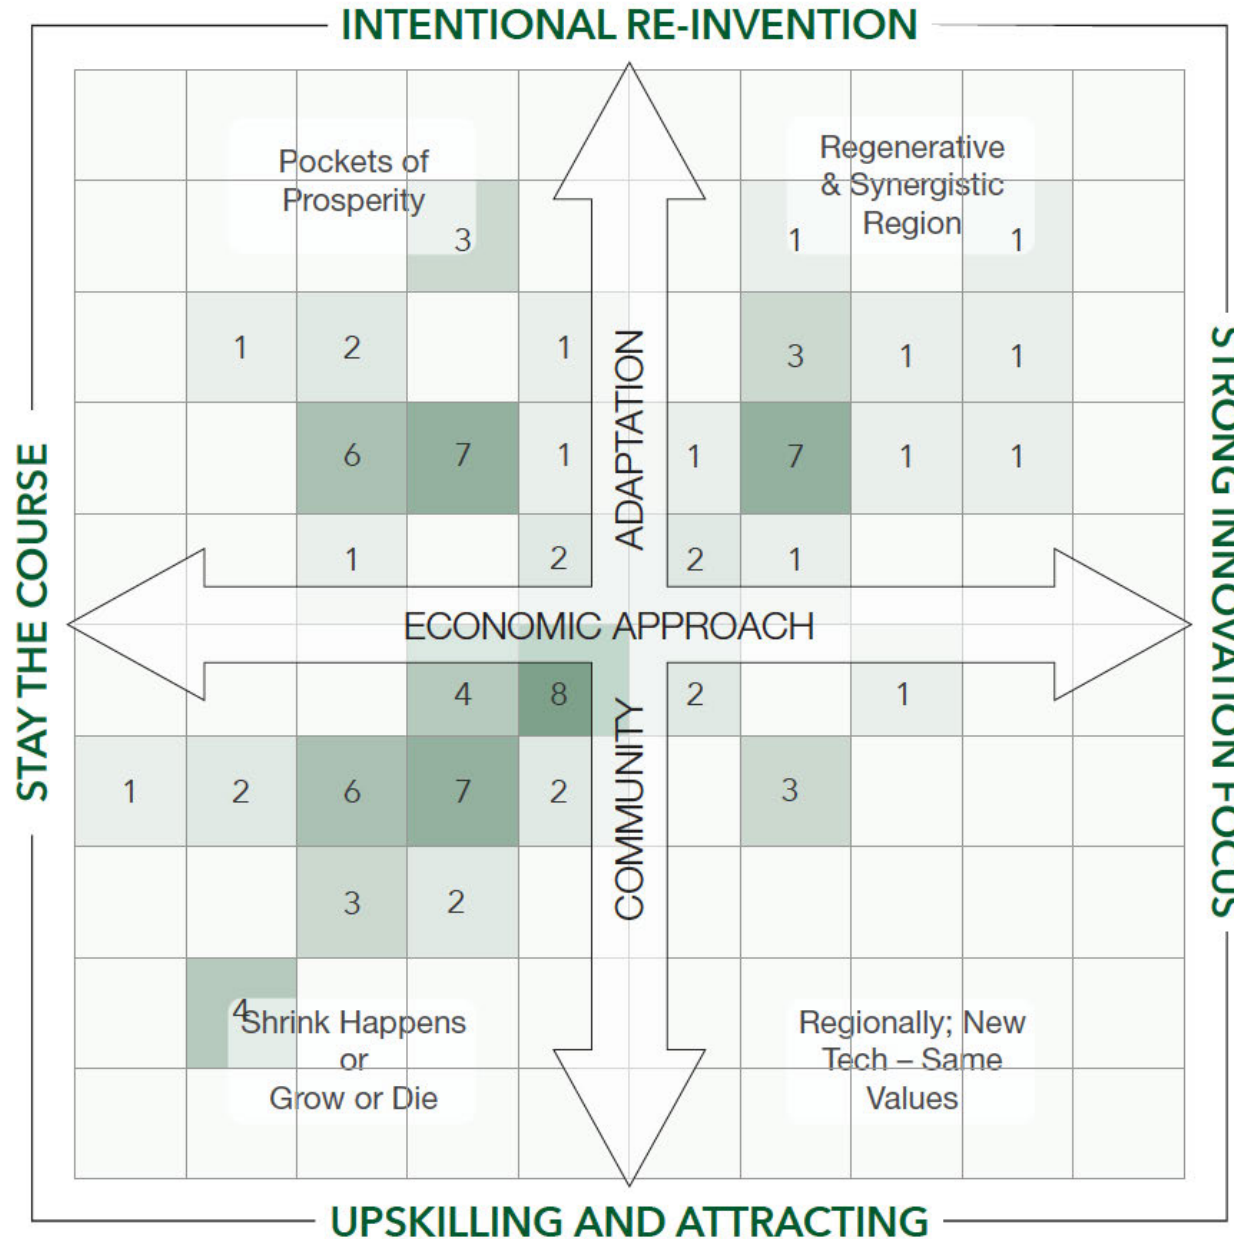 INTENTIONAL RE-INVENTION
Pockets of
Prosperity
Regenerative
& Synergistic
Region
3 1 1
1 2 1 3 1 1
6 7 1 1 7 1 1
1 2 2 1
ADAPTATION
STAY THE COURSE
STRONG INNOVATION FOCUS
ECONOMIC APPROACH
4 8 2 1
COMMUNITY
1 2 6 7 2 3
3 2
4
Shrink Happens
or
Grow or Die
Regionally; New
Tech – Same
Values
UPSKILLING AND ATTRACTING